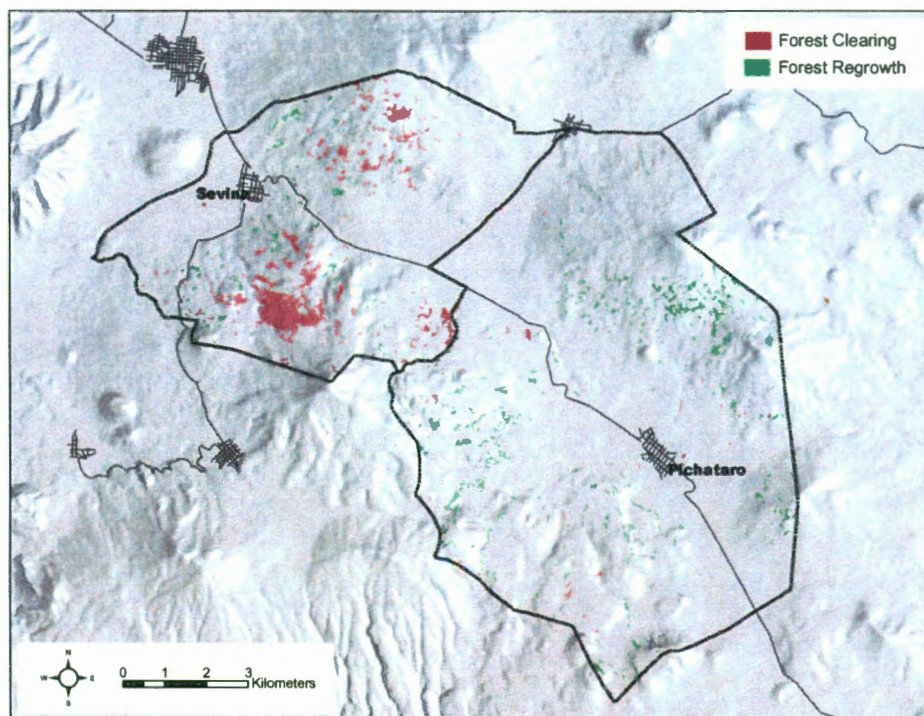 Forest Clearing
Forest Regrowth
Sevina
Pichataro
N
W E
S
0 1 2 3
Kilometers